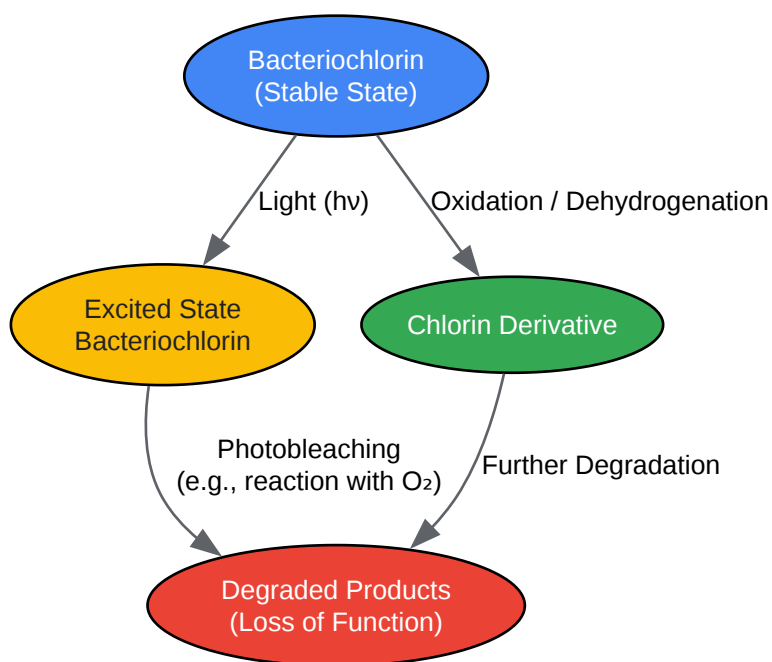 Bacteriochlorin
(Stable State)
Light (hν)
Oxidation / Dehydrogenation
Excited State
Bacteriochlorin
Chlorin Derivative
Photobleaching
(e.g., reaction with O₂)
Further Degradation
Degraded Products
(Loss of Function)